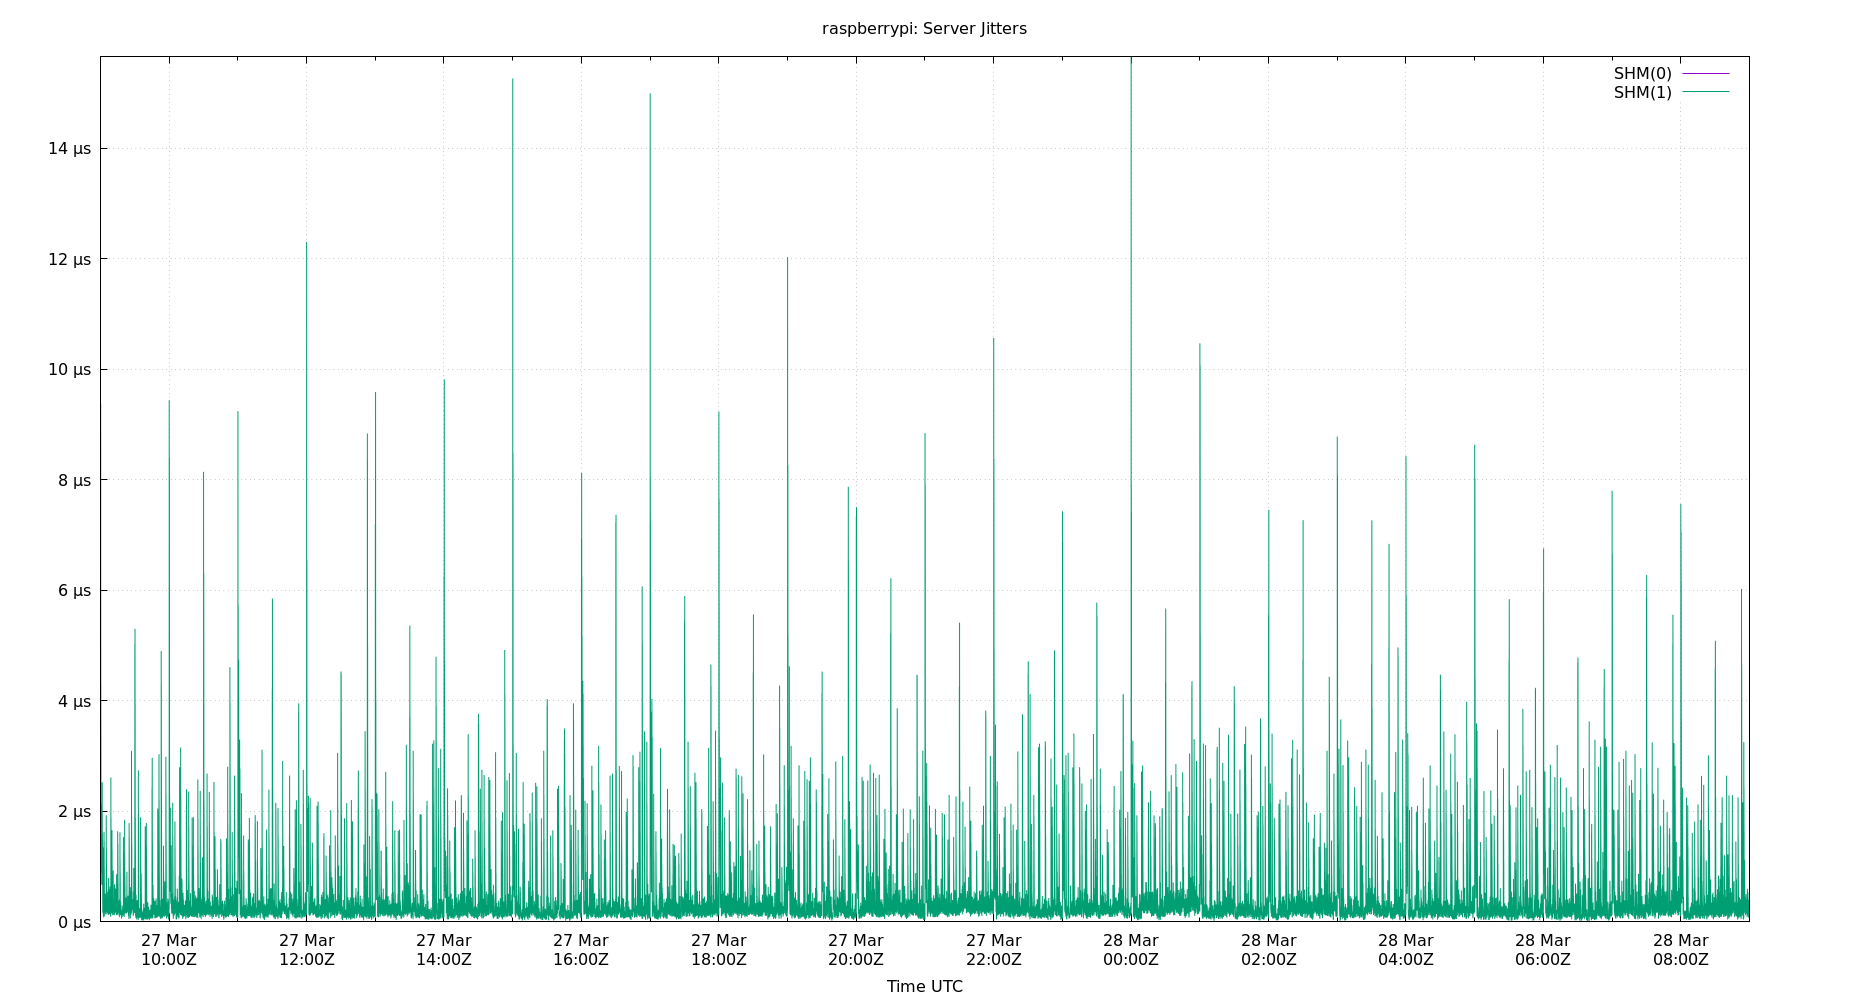 raspberrypi: Server Jitters
SHM(0)
SHM(1)
14 µs
12 µs
10 µs
8 µs
6 µs
4 µs
2 µs
0 µs
27 Mar 27 Mar 27 Mar 27 Mar 27 Mar 27 Mar 27 Mar 28 Mar 28 Mar 28 Mar 28 Mar 28 Mar
10:00Z 12:00Z 14:00Z 16:00Z 18:00Z 20:00Z 22:00Z 00:00Z 02:00Z 04:00Z 06:00Z 08:00Z
Time UTC